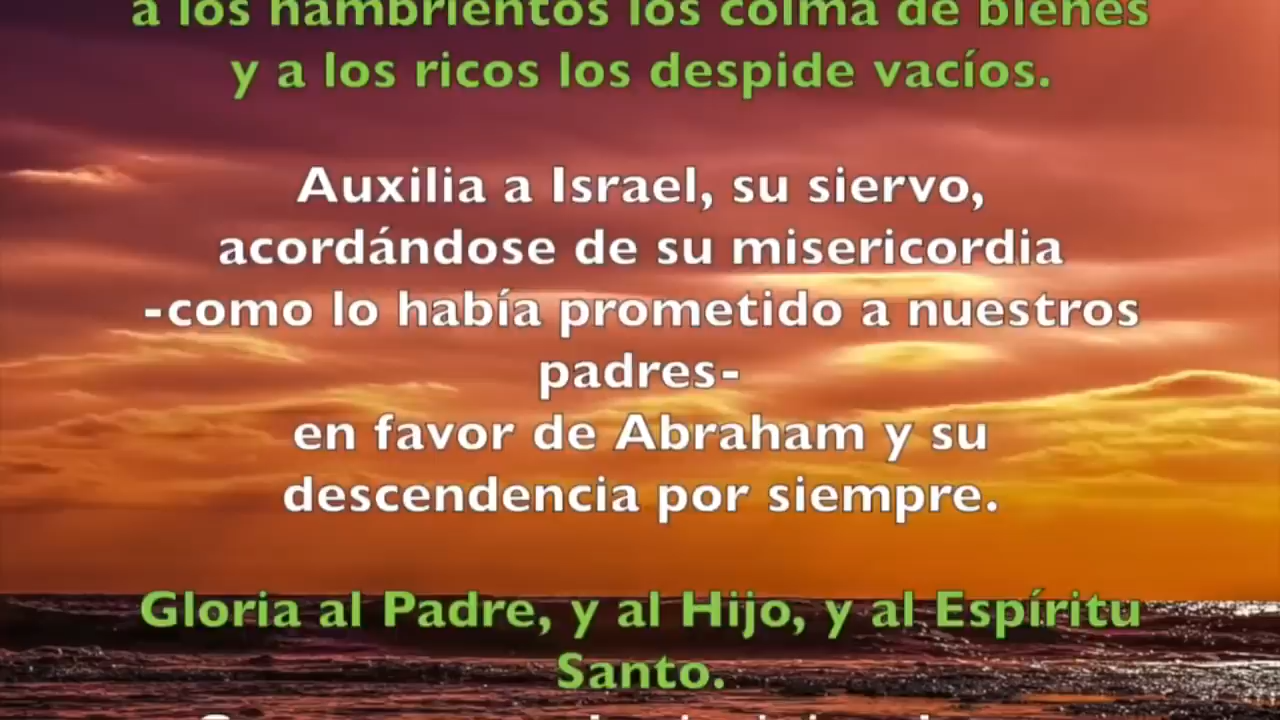 a los hambrientos los colma de bienes
y a los ricos los despide vacíos.
Auxilia a Israel, su siervo,
acordándose de su misericordia
-como lo había prometido a nuestros
padres-
en favor de Abraham y su
descendencia por siempre.
Gloria al Padre, y al Hijo, y al Espíritu
Santo.